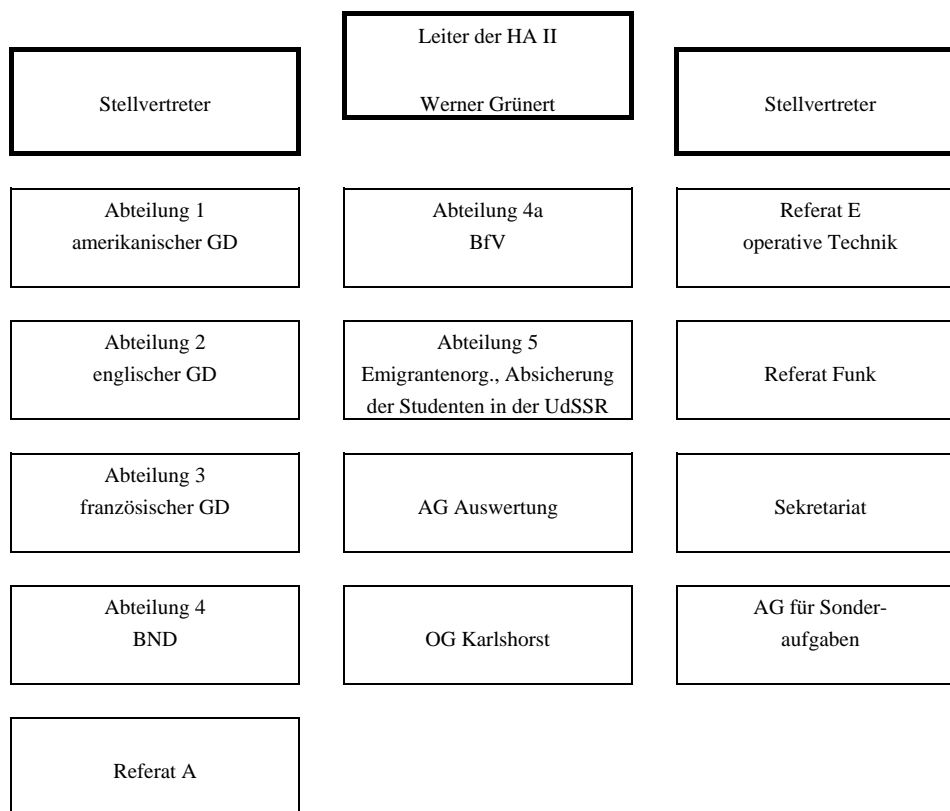 Leiter der HA II
Werner Grünert
Stellvertreter
Stellvertreter
Abteilung 1
amerikanischer GD
Abteilung 4a
BfV
Referat E
operative Technik
Abteilung 2
englischer GD
Abteilung 5
Emigrantenorg., Absicherung
der Studenten in der UdSSR
Referat Funk
Abteilung 3
französischer GD
AG Auswertung
Sekretariat
Abteilung 4
BND
OG Karlshorst
AG für Sonder-
aufgaben
Referat A